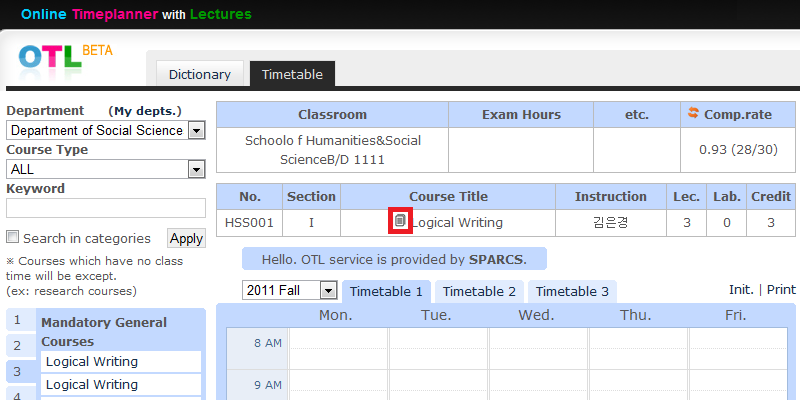 Online Timeplanner with Lectures
OTL BETA
Dictionary
Timetable
Department (My depts.)
Department of Social Science
Course Type
ALL
Keyword
Search in categories Apply
※ Courses which have no class
time will be except.
(ex: research courses)
1
2
3
4
Mandatory General
Courses
Logical Writing
Logical Writing
Classroom Exam Hours etc. Comp.rate
Schoolo f Humanities&Social
ScienceB/D 1111
0.93 (28/30)
No. Section Course Title Instruction Lec. Lab. Credit
HSS001 I Logical Writing 김은경 3 0 3
Hello. OTL service is provided by SPARCS.
2011 Fall Timetable 1 Timetable 2 Timetable 3 Init. | Print
Mon. Tue. Wed. Thu. Fri.
8 AM
9 AM